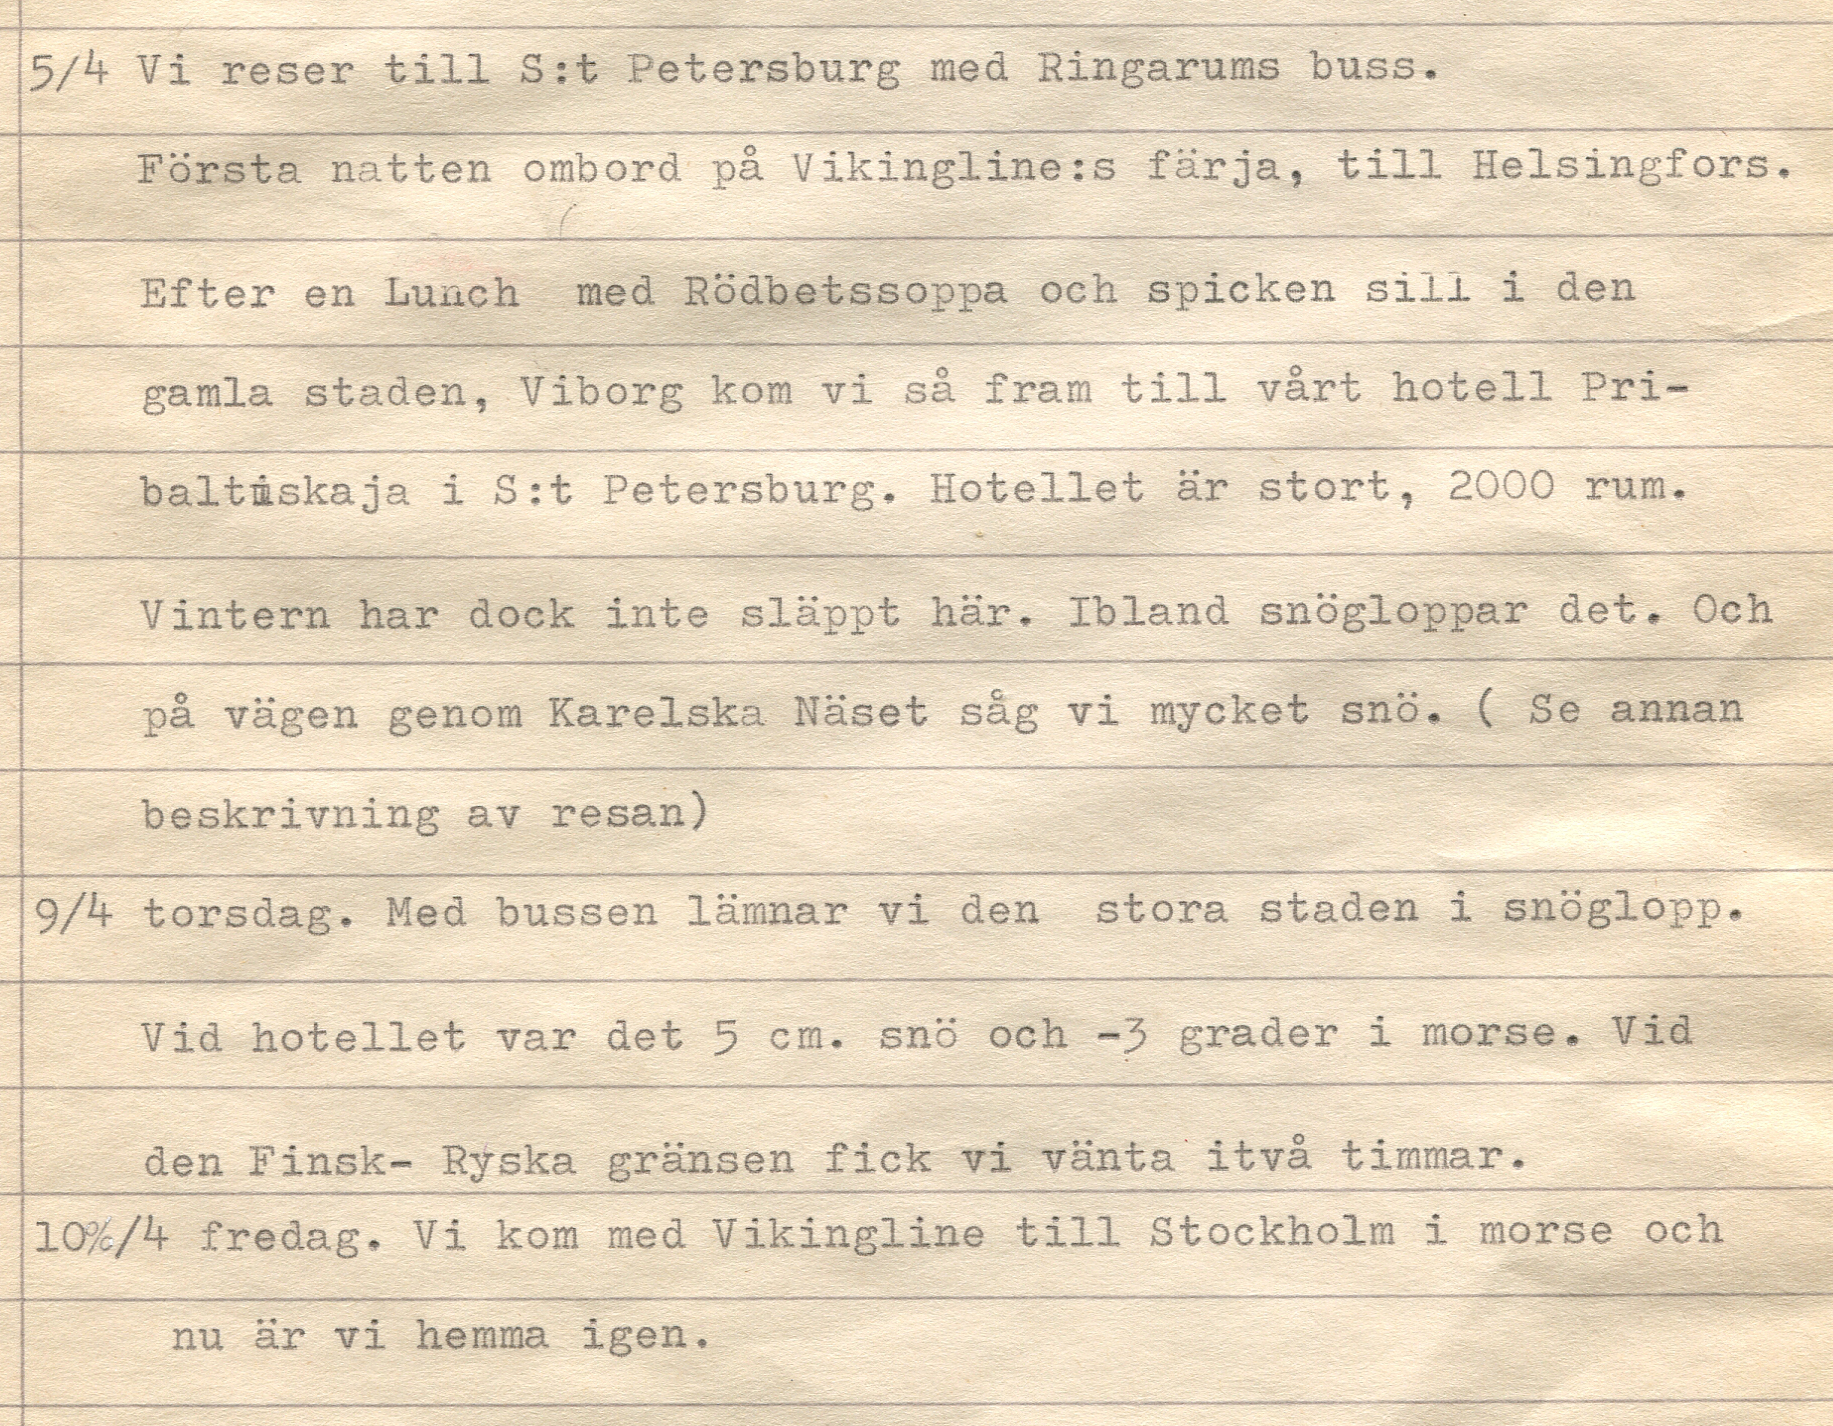 5/4 Vi reser till S:t Petersburg med Ringarums buss.
Första natten ombord på Vikingline:s färja, till Helsingfors.
Efter en Lunch med Rödbetssoppa och spicken sill i den
gamla staden, Viborg kom vi så fram till vårt hotell Pri-
baltiskaja i S:t Petersburg. Hotellet är stort, 2000 rum.
Vintern har dock inte släppt här. Ibland snögloppar det. Och
på vägen genom Karelska Näset såg vi mycket snö. ( Se annan
beskrivning av resan)
9/4 torsdag. Med bussen lämnar vi den stora staden i snöglopp.
Vid hotellet var det 5 cm. snö och -3 grader i morse. Vid
den Finsk- Ryska gränsen fick vi vänta itvå timmar.
10%/4 fredag. Vi kom med Vikingline till Stockholm i morse och
nu är vi hemma igen.